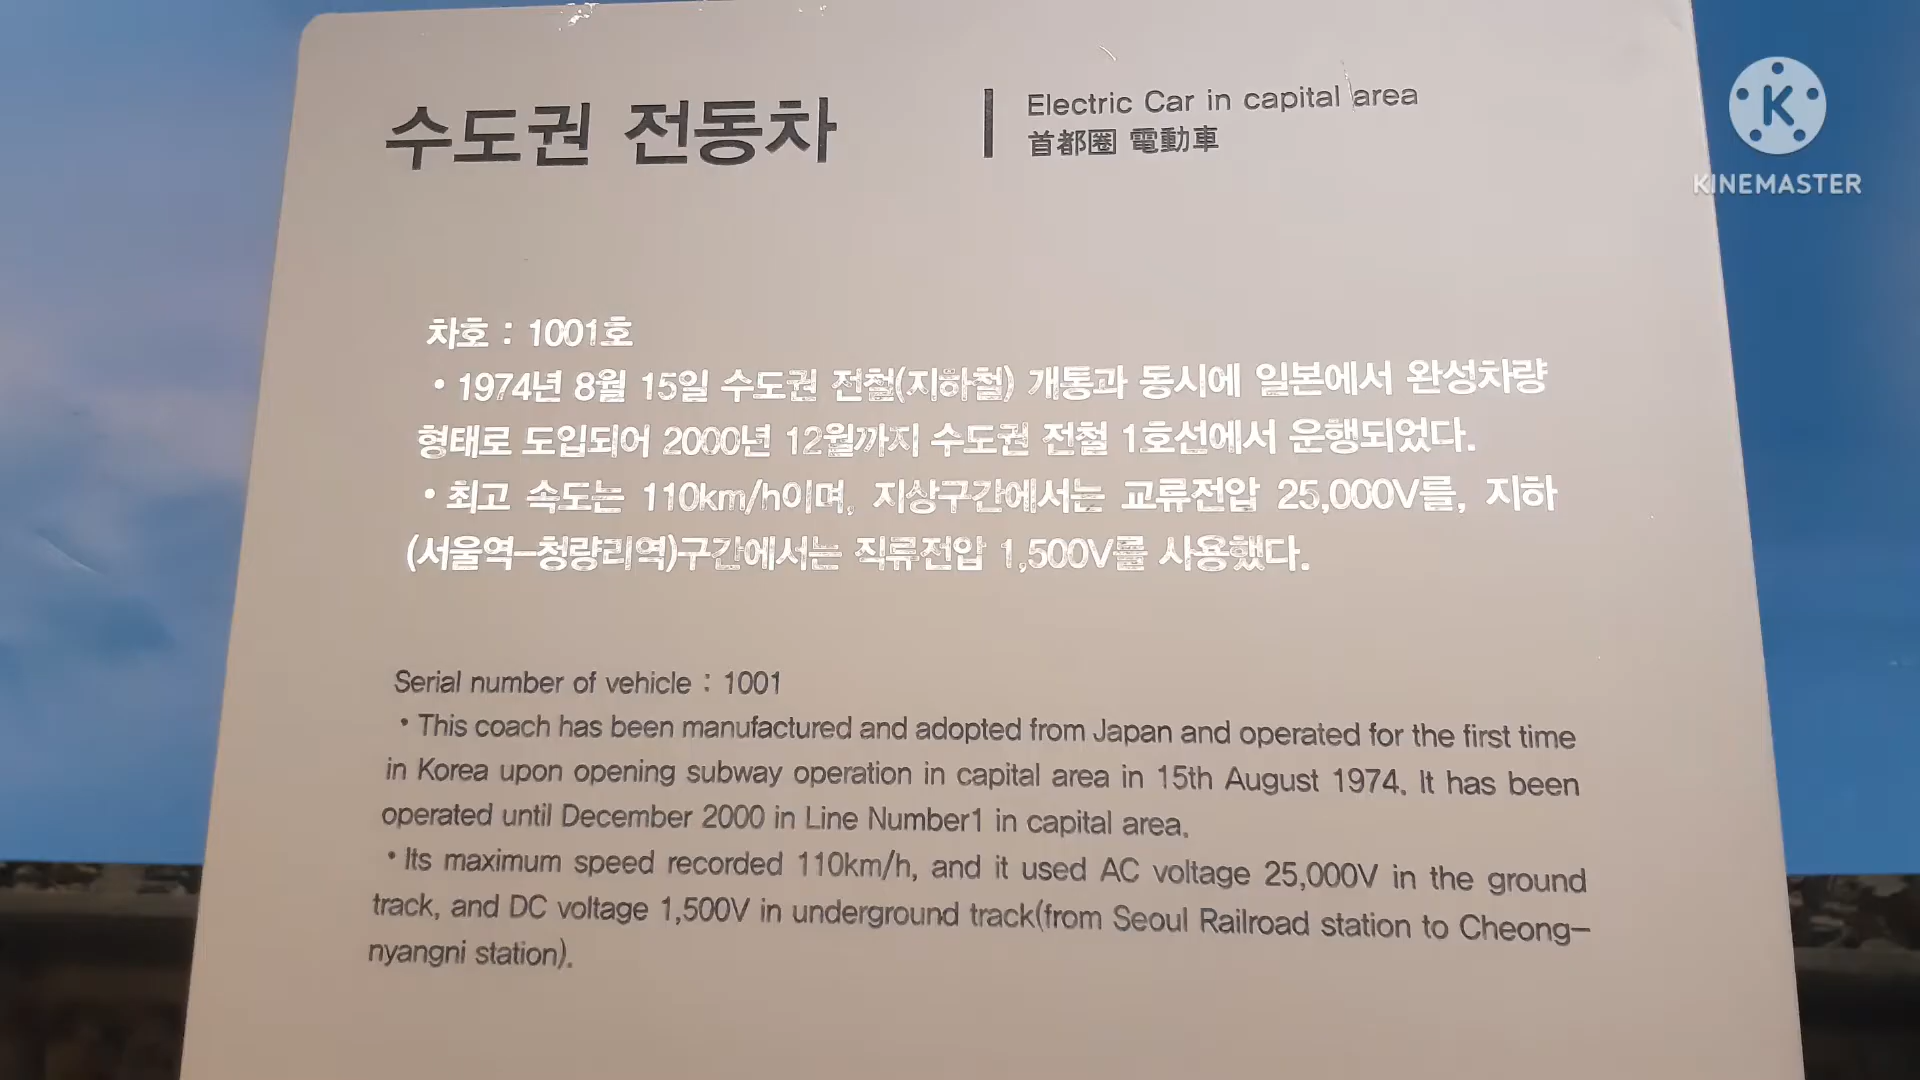 수도권 전동차
Electric Car in capital area
首都圈 電動車
KINEMASTER
차호 : 1001호
• 1974년 8월 15일 수도권 전철(지하철) 개통과 동시에 일본에서 완성차량
형태로 도입되어 2000년 12월까지 수도권 전철 1호선에서 운행되었다.
• 최고 속도는 110km/h이며, 지상구간에서는 교류전압 25,000V를, 지하
(서울역-청량리역)구간에서는 직류전압 1,500V를 사용했다.
Serial number of vehicle : 1001
• This coach has been manufactured and adopted from Japan and operated for the first time
in Korea upon opening subway operation in capital area in 15th August 1974. It has been
operated until December 2000 in Line Number1 in capital area.
• Its maximum speed recorded 110km/h, and it used AC voltage 25,000V in the ground
track, and DC voltage 1,500V in underground track(from Seoul Railroad station to Cheong-
nyangni station).